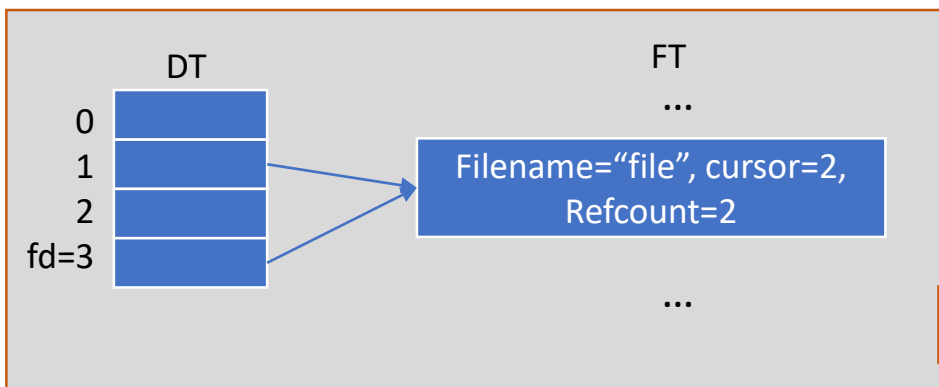 DT
FT
...
0
1
2
fd=3
Filename=“file”, cursor=2,
Refcount=2
...